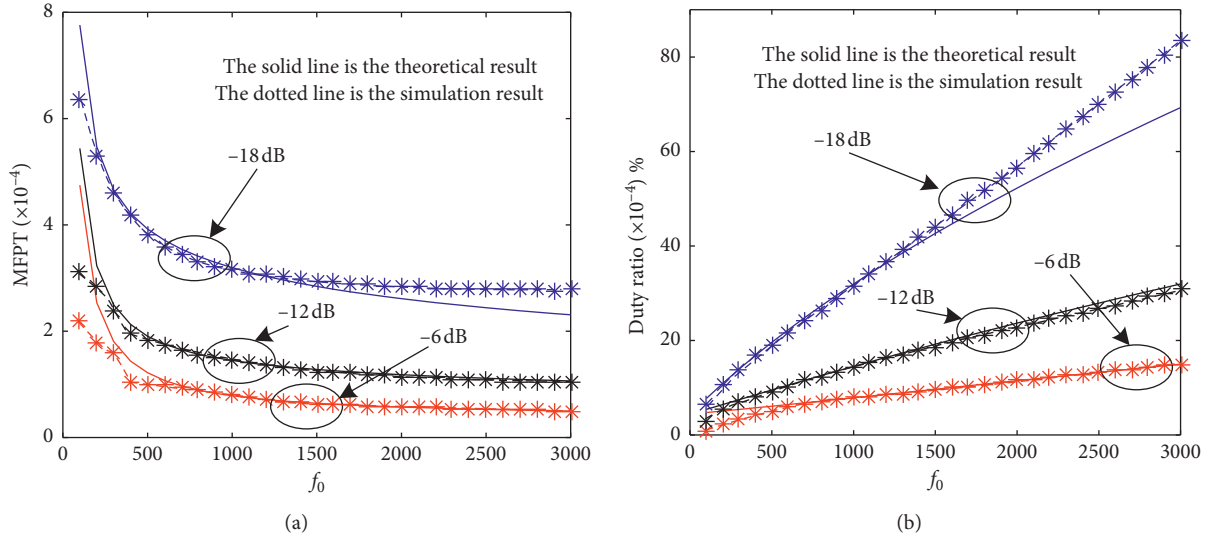 8
6
4
2
0
MFPT (×10⁻⁴)
The solid line is the theoretical result
The dotted line is the simulation result
–18 dB
–12 dB
–6 dB
0 500 1000 1500 2000 2500 3000
f₀
(a)
80
60
40
20
0
Duty ratio (×10⁻⁴) %
The solid line is the theoretical result
The dotted line is the simulation result
–18 dB
–6 dB
–12 dB
0 500 1000 1500 2000 2500 3000
f₀
(b)